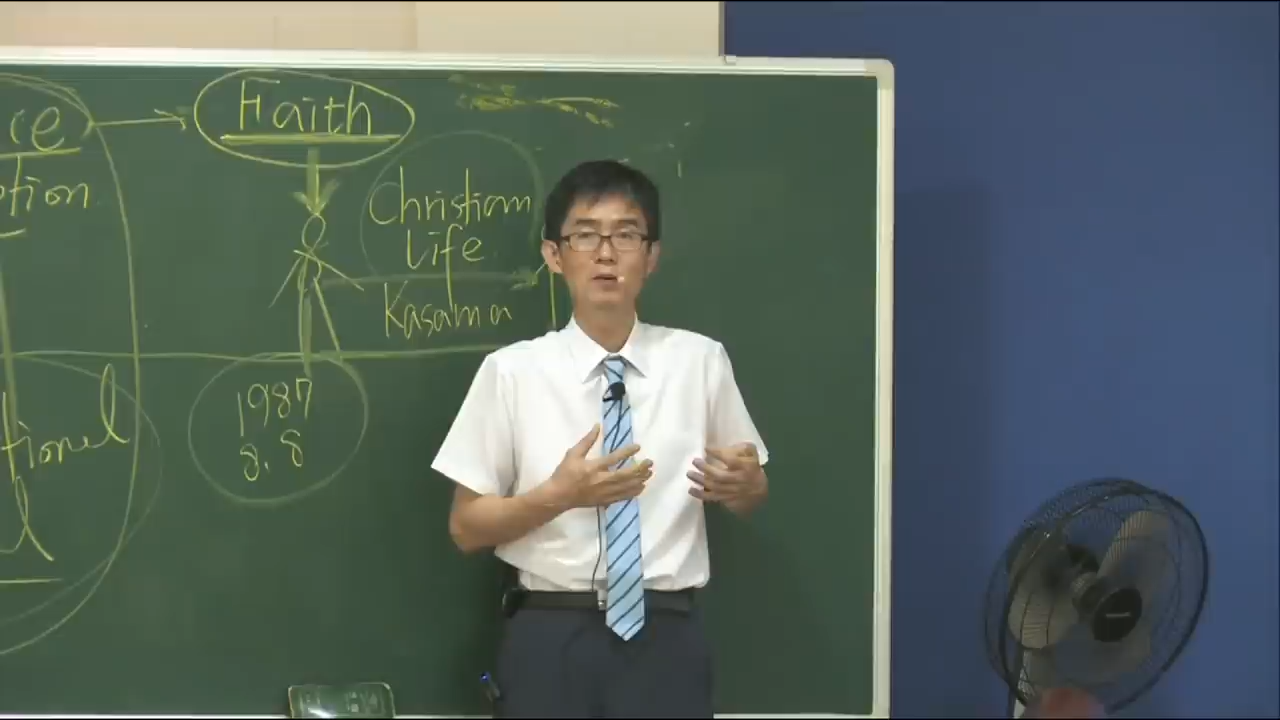 ce
Faith
ption
Christian
life
Kasama
1987
8.8
tional
l